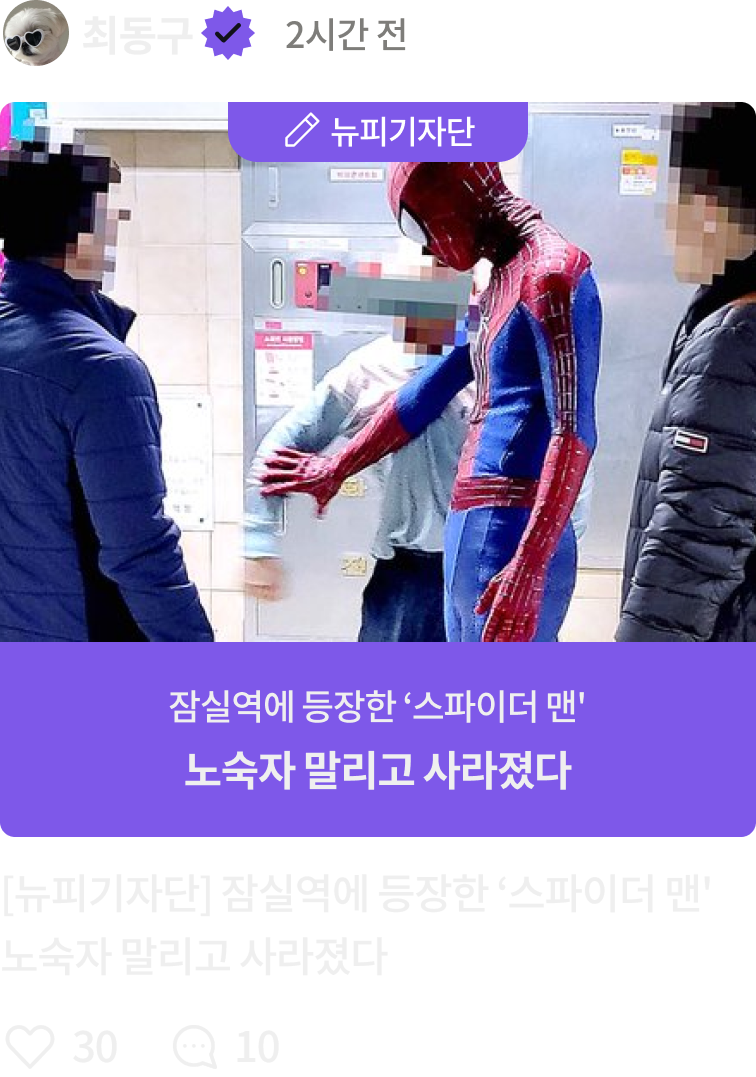 최동구 2시간 전
뉴피기자단
잠실역에 등장한 ‘스파이더 맨'
노숙자 말리고 사라졌다
[뉴피기자단] 잠실역에 등장한 ‘스파이더 맨'
노숙자 말리고 사라졌다
30 10